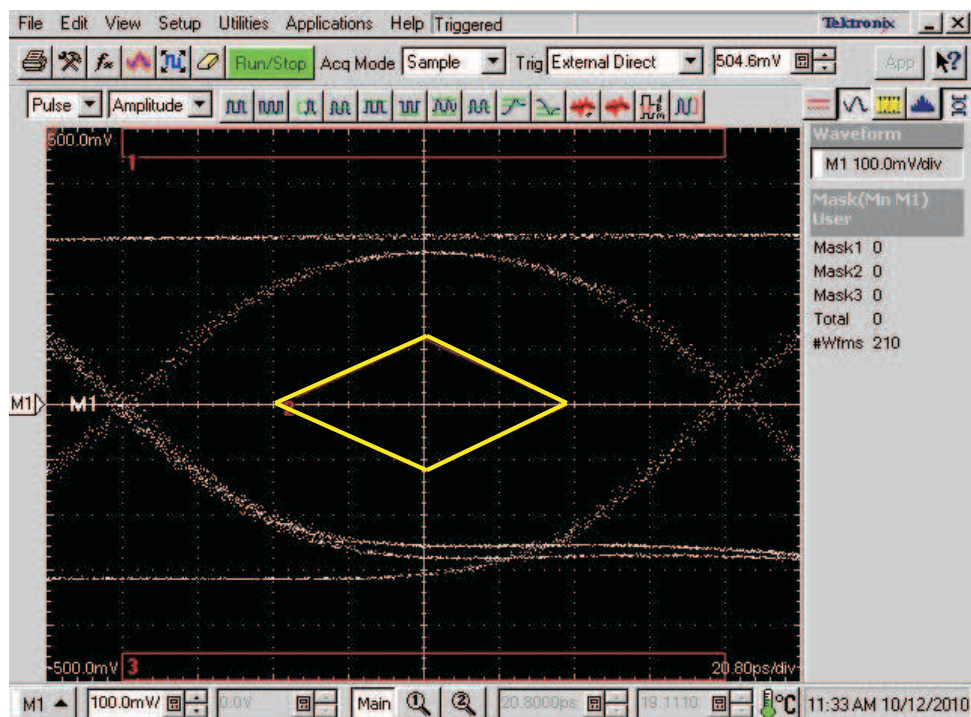 File Edit View Setup Utilities Applications Help Triggered Tektronix
Run/Stop Acq Mode Sample Trig External Direct 504.6mV App
Pulse Amplitude
500.0mV
1
Waveform
M1 100.0mV/div
Mask(Mn M1)
User
Mask1 0
Mask2 0
Mask3 0
Total 0
#Wfms 210
M1 M1
2
-500.0mV 3 20.80ps/div
M1 100.0mV/ 0.0V Main 1 2 20.8000ps 19.1110 °C 11:33 AM 10/12/2010